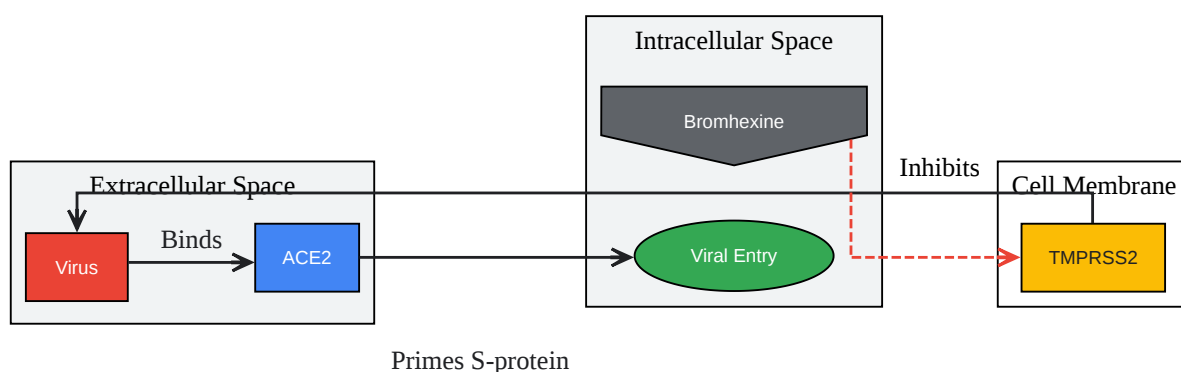 Intracellular Space
Bromhexine
Inhibits
Extracellular Space
Cell Membrane
Binds
Virus
ACE2
Viral Entry
TMPRSS2
Primes S-protein